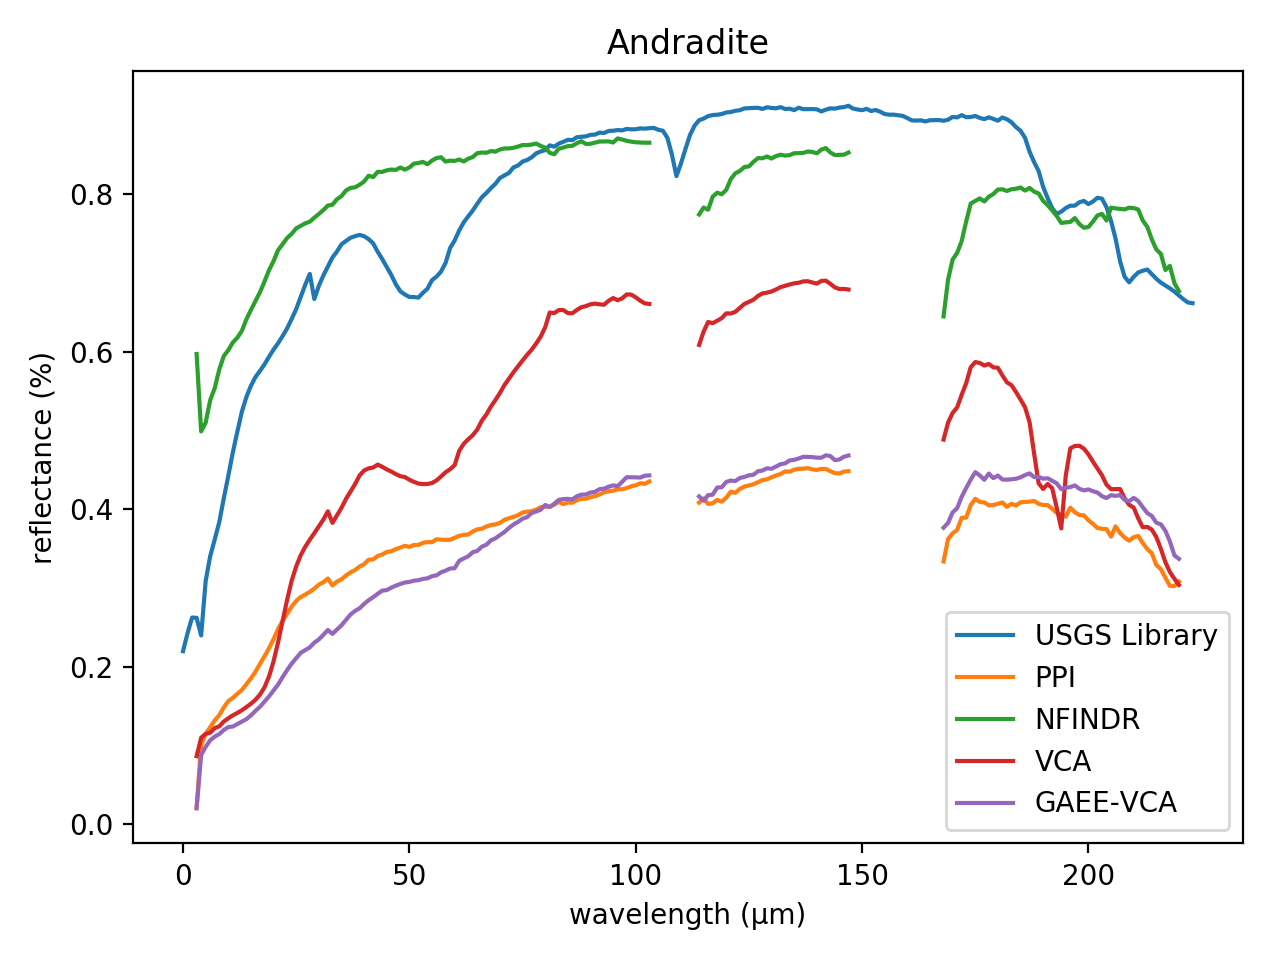 Andradite
reflectance (%)
0.8
0.6
0.4
0.2
0.0
0
50
100
150
200
wavelength (µm)
USGS Library
PPI
NFINDR
VCA
GAEE-VCA